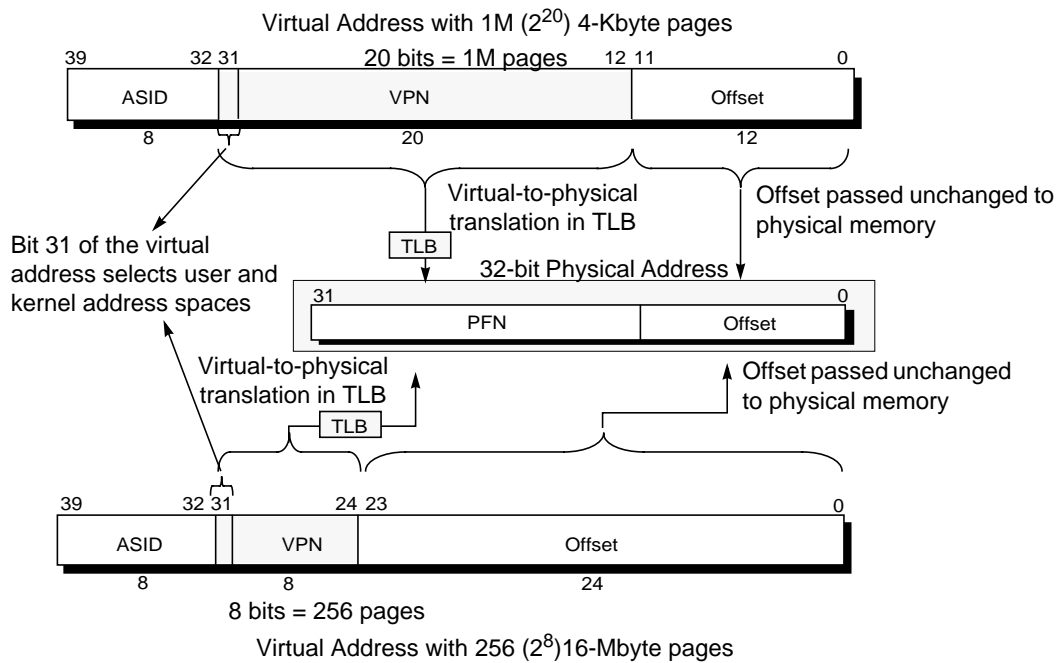 Virtual Address with 1M (2^20) 4-Kbyte pages
39 32 31 20 bits = 1M pages 12 11 0
ASID VPN Offset
8 20 12
Virtual-to-physical
translation in TLB
Offset passed unchanged to
physical memory
TLB
Bit 31 of the virtual
address selects user and
kernel address spaces
32-bit Physical Address
31 0
PFN Offset
Virtual-to-physical
translation in TLB
Offset passed unchanged
to physical memory
TLB
39 32 31 24 23 0
ASID VPN Offset
8 8 24
8 bits = 256 pages
Virtual Address with 256 (2^8)16-Mbyte pages